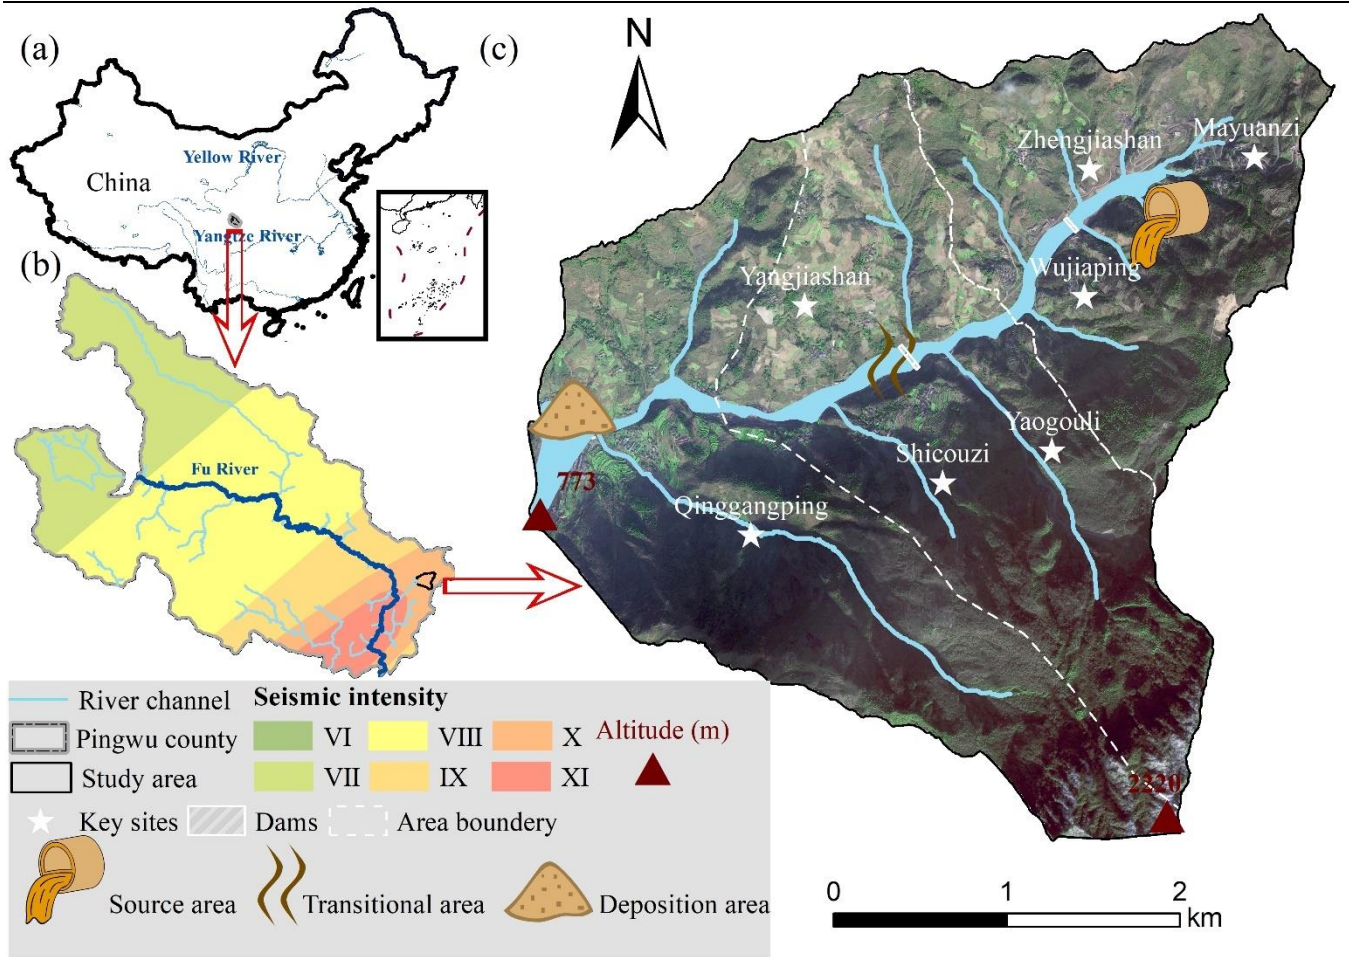 (a)
Yellow River
China
Yangtze River
(b)
Fu River
N
(c)
Zhengjiashan
Mayuanzi
Wujiaping
Yangjiashan
Yaogouli
Shicouzi
773
Qinggangping
2220
River channel
Seismic intensity
Pingwu county
VI
VIII
X
Altitude (m)
Study area
VII
IX
XI
Key sites
Dams
Area boundery
Source area
Transitional area
Deposition area
0
1
2
km